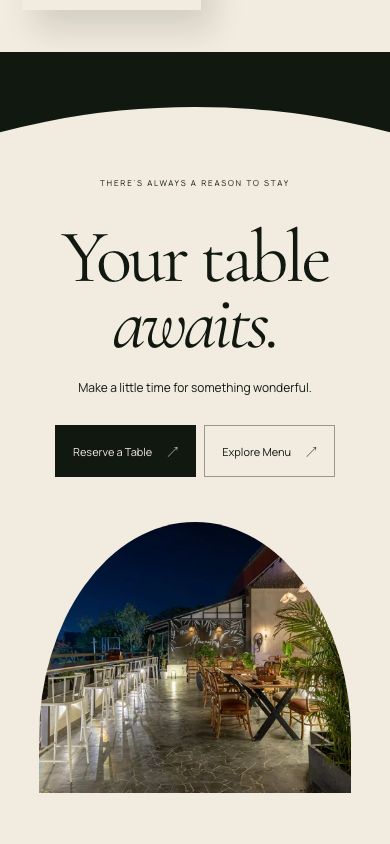 THERE'S ALWAYS A REASON TO STAY
Your table
awaits.
Make a little time for something wonderful.
Reserve a Table ↗
Explore Menu ↗